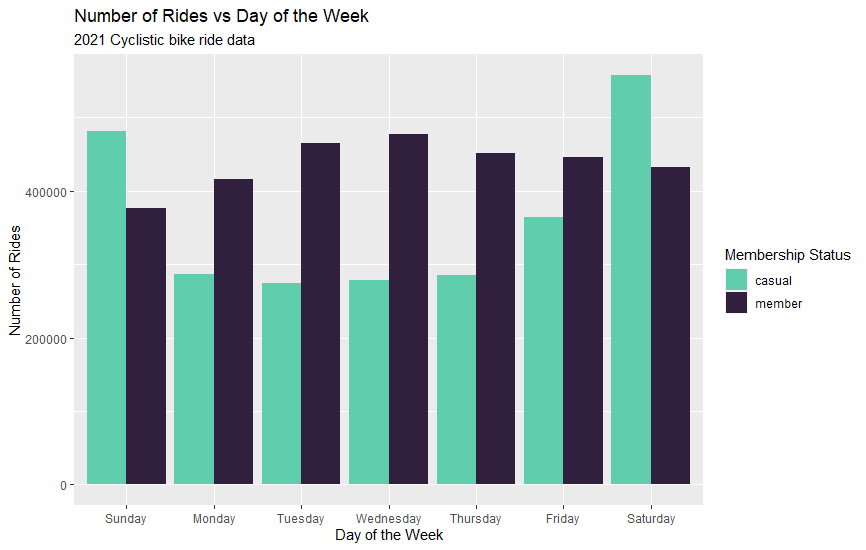 Number of Rides vs Day of the Week
2021 Cyclistic bike ride data
Number of Rides
400000
200000
0
Sunday Monday Tuesday Wednesday Thursday Friday Saturday
Day of the Week
Membership Status
casual
member